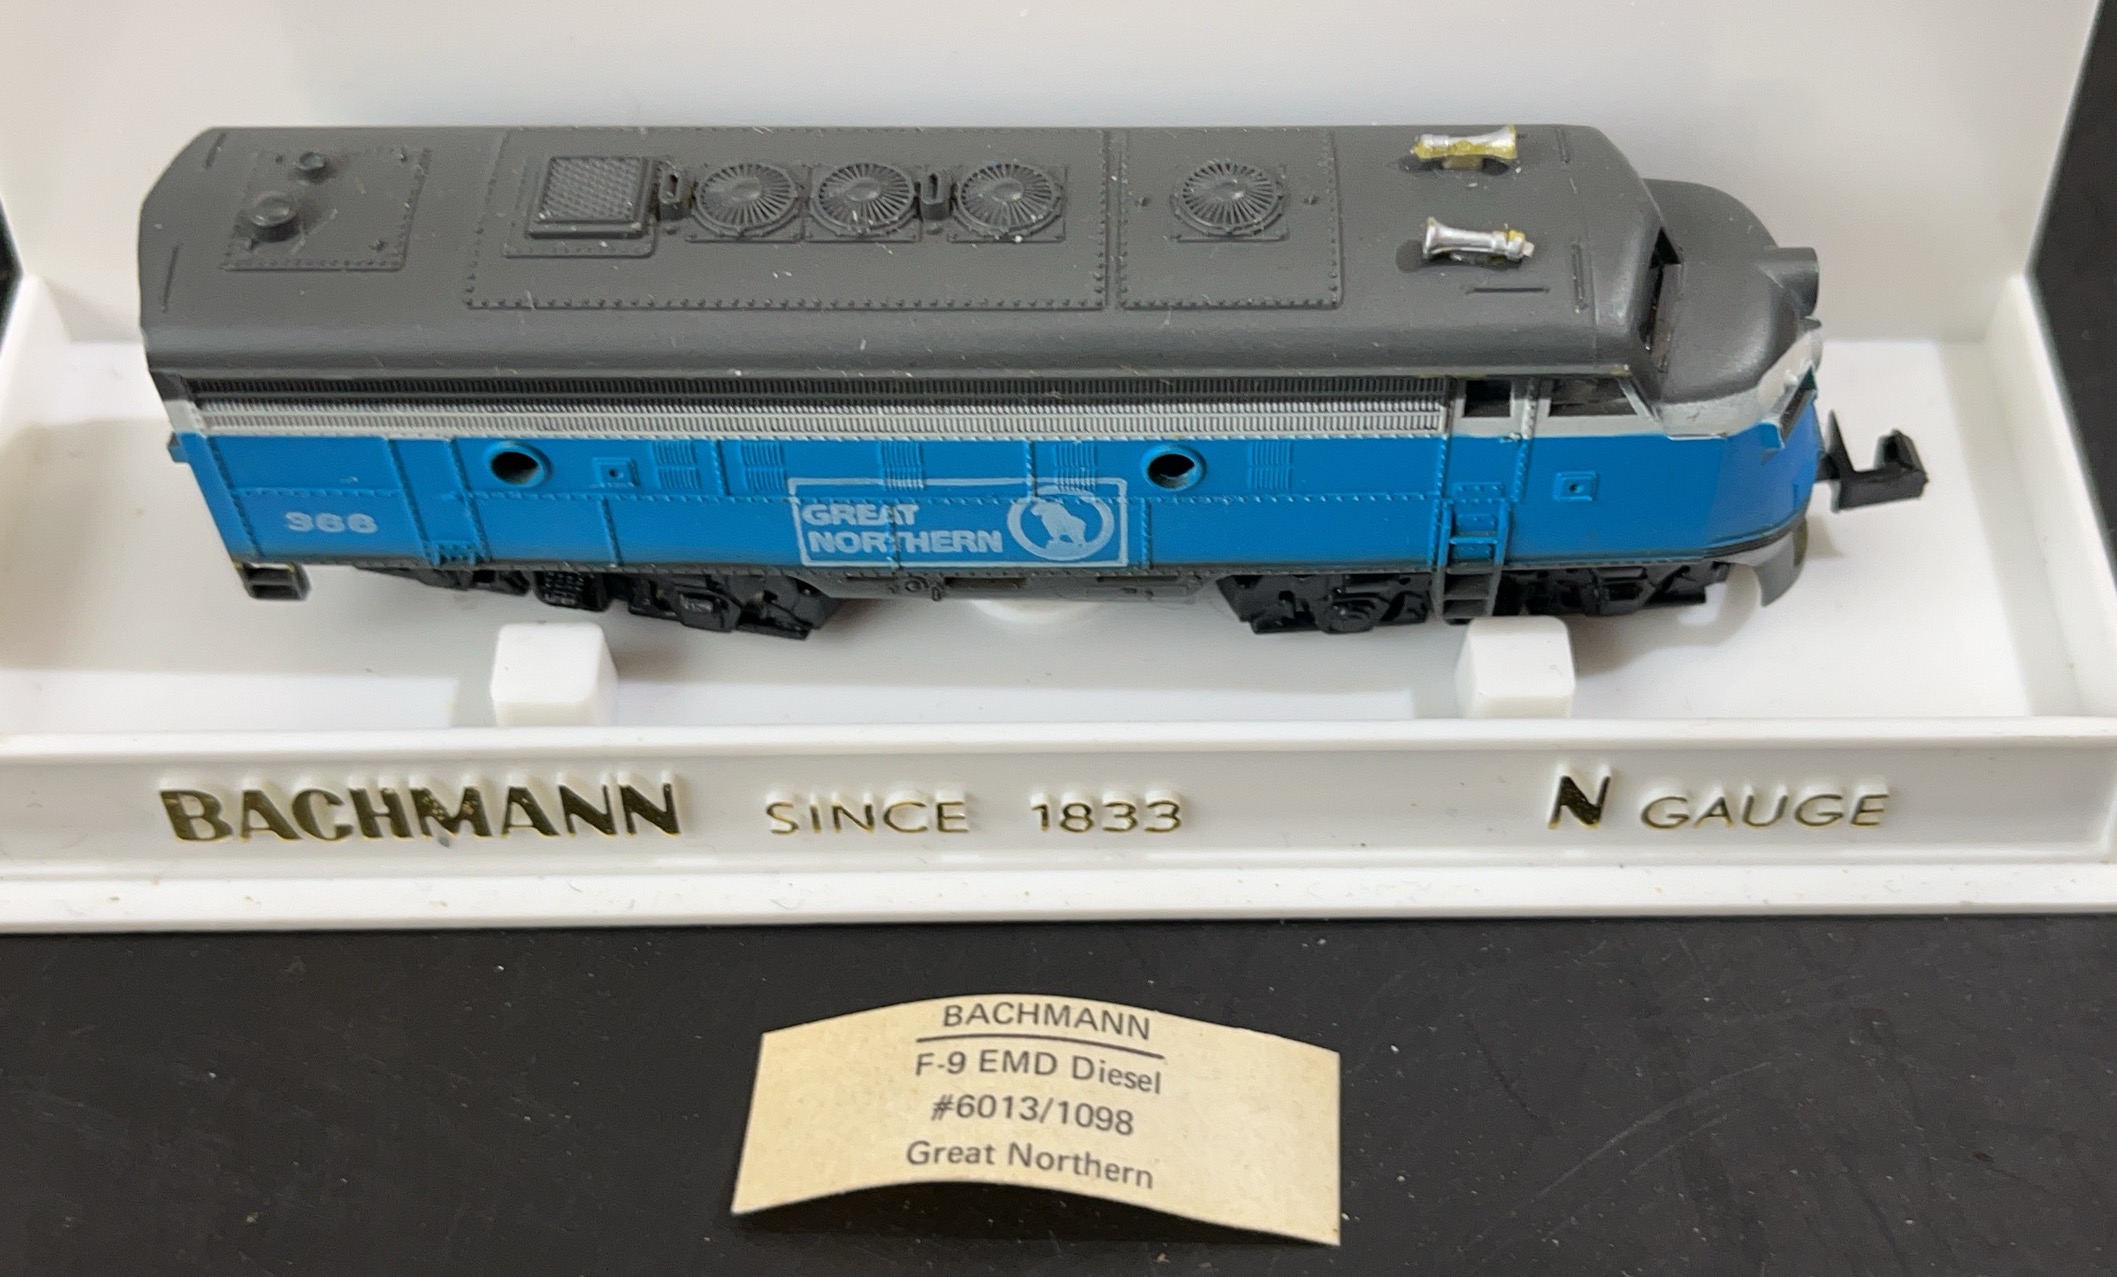 366
GREAT
NORTHERN
BACHMANN SINCE 1833 N GAUGE
BACHMANN
F-9 EMD Diesel
#6013/1098
Great Northern